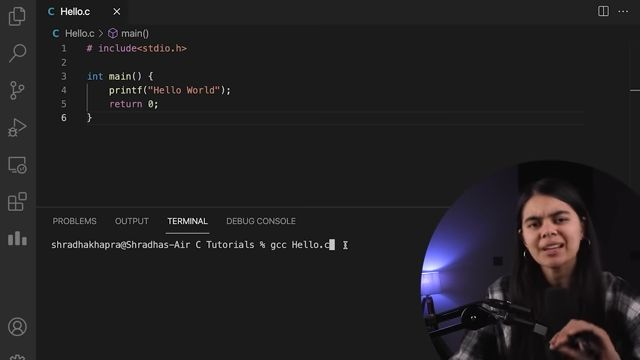 C Hello.c
C Hello.c > main()
1 # include<stdio.h>
2
3 int main() {
4 printf("Hello World");
5 return 0;
6 }
PROBLEMS OUTPUT TERMINAL DEBUG CONSOLE
shradhakhapra@Shradhas-Air C Tutorials % gcc Hello.c